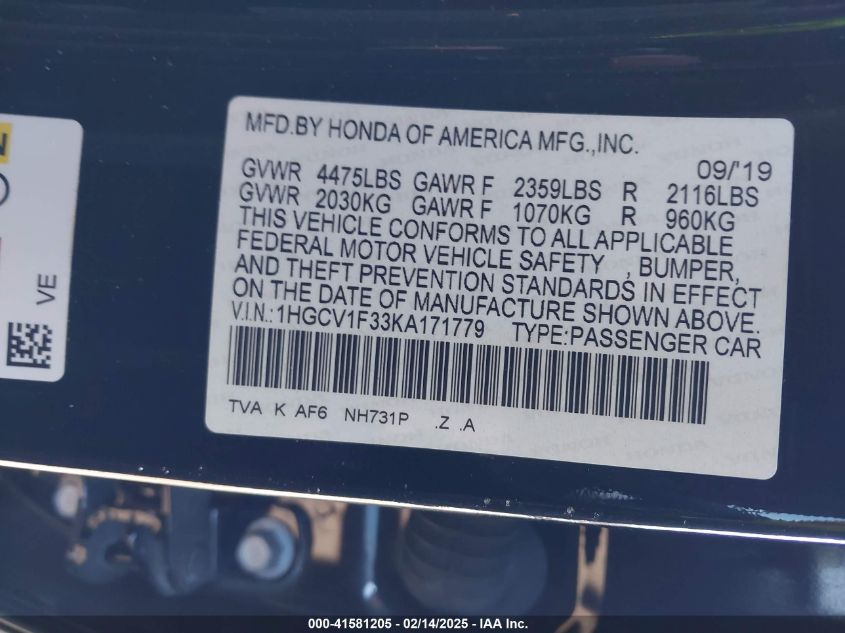 MFD.BY HONDA OF AMERICA MFG.,INC.
09/'19
GVWR 4475LBS GAWR F 2359LBS R 2116LBS
GVWR 2030KG GAWR F 1070KG R 960KG
THIS VEHICLE CONFORMS TO ALL APPLICABLE
FEDERAL MOTOR VEHICLE SAFETY , BUMPER,
AND THEFT PREVENTION STANDARDS IN EFFECT
ON THE DATE OF MANUFACTURE SHOWN ABOVE.
V.I.N.:1HGCV1F33KA171779 TYPE:PASSENGER CAR
TVA K AF6 NH731P .Z .A
VE
000-41581205 - 02/14/2025 - IAA Inc.